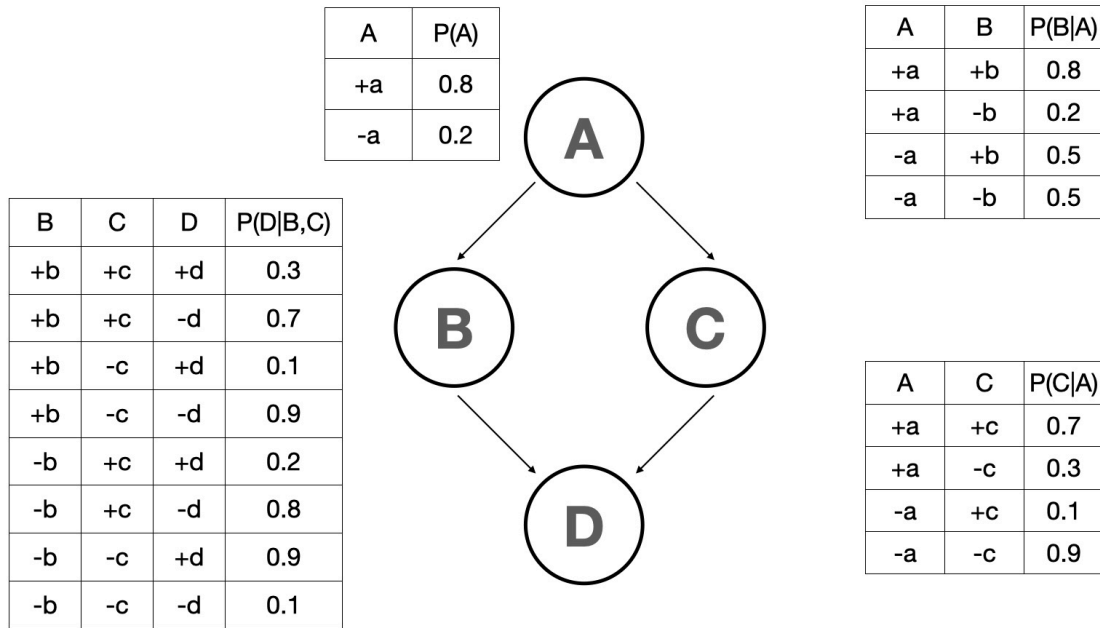 A P(A)
+a 0.8
-a 0.2
A B P(B|A)
+a +b 0.8
+a -b 0.2
-a +b 0.5
-a -b 0.5
A
B C D P(D|B,C)
+b +c +d 0.3
+b +c -d 0.7
+b -c +d 0.1
+b -c -d 0.9
-b +c +d 0.2
-b +c -d 0.8
-b -c +d 0.9
-b -c -d 0.1
B
C
A C P(C|A)
+a +c 0.7
+a -c 0.3
-a +c 0.1
-a -c 0.9
D